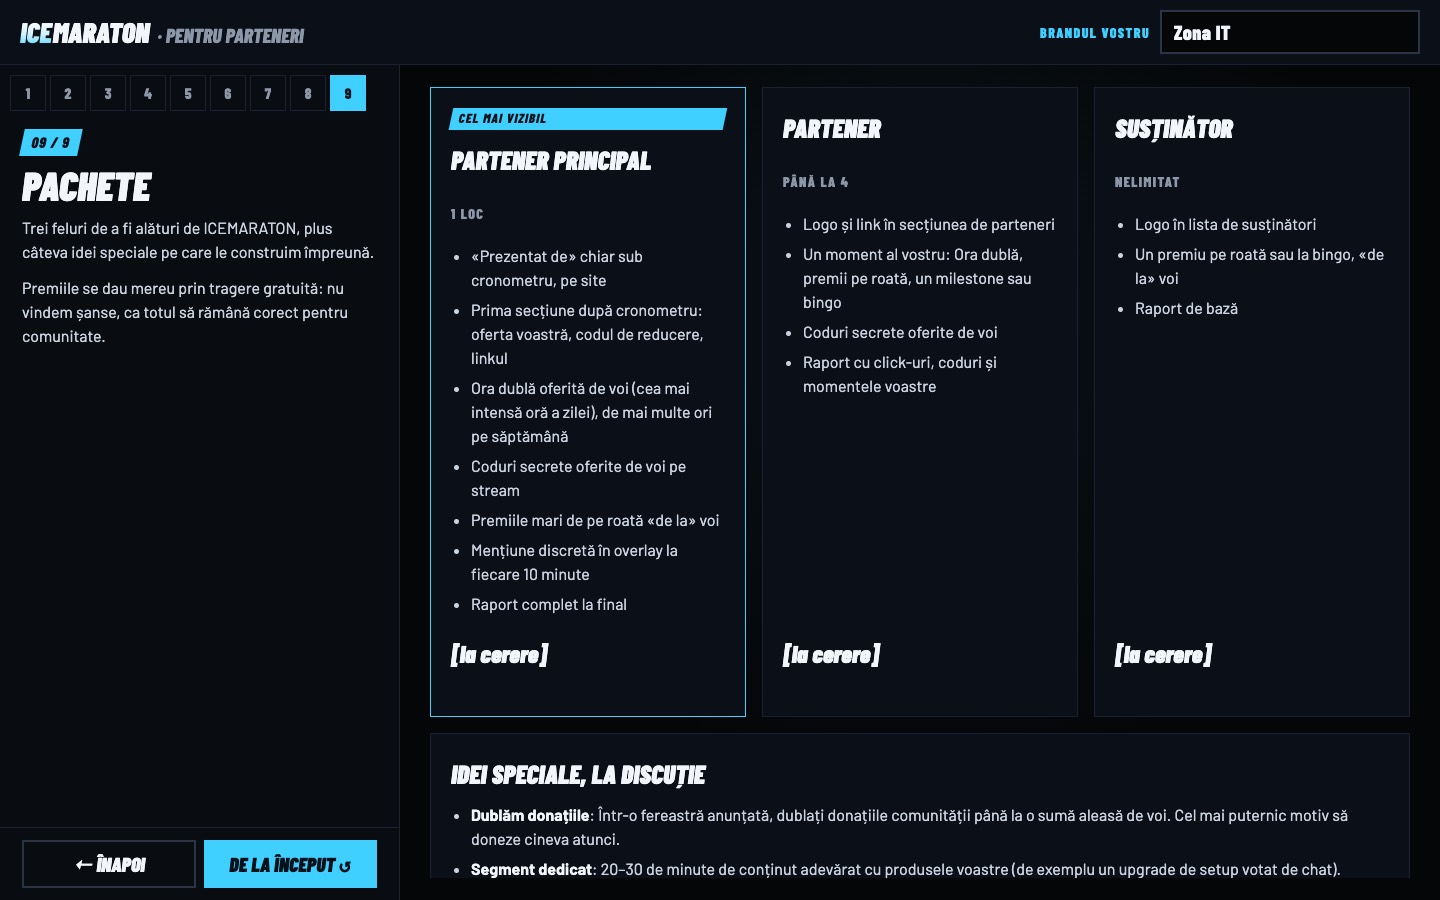 ICEMARATON · PENTRU PARTENERI
BRANDUL VOSTRU
Zona IT
1 2 3 4 5 6 7 8 9
09 / 9
PACHETE
Trei feluri de a fi alături de ICEMARATON, plus
câteva idei speciale pe care le construim împreună.
Premiile se dau mereu prin tragere gratuită: nu
vindem șanse, ca totul să rămână corect pentru
comunitate.
← ÎNAPOI
DE LA ÎNCEPUT ↺
CEL MAI VIZIBIL
PARTENER PRINCIPAL
1 LOC
• «Prezentat de» chiar sub
cronometru, pe site
• Prima secțiune după cronometru:
oferta voastră, codul de reducere,
linkul
• Ora dublă oferită de voi (cea mai
intensă oră a zilei), de mai multe ori
pe săptămână
• Coduri secrete oferite de voi pe
stream
• Premiile mari de pe roată «de la» voi
• Mențiune discretă în overlay la
fiecare 10 minute
• Raport complet la final
[la cerere]
PARTENER
PÂNĂ LA 4
• Logo și link în secțiunea de parteneri
• Un moment al vostru: Ora dublă,
premii pe roată, un milestone sau
bingo
• Coduri secrete oferite de voi
• Raport cu click-uri, coduri și
momentele voastre
[la cerere]
SUSȚINĂTOR
NELIMITAT
• Logo în lista de susținători
• Un premiu pe roată sau la bingo, «de
la» voi
• Raport de bază
[la cerere]
IDEI SPECIALE, LA DISCUȚIE
• Dublăm donațiile: Într-o fereastră anunțată, dublați donațiile comunității până la o sumă aleasă de voi. Cel mai puternic motiv să
doneze cineva atunci.
• Segment dedicat: 20–30 de minute de conținut adevărat cu produsele voastre (de exemplu un upgrade de setup votat de chat).